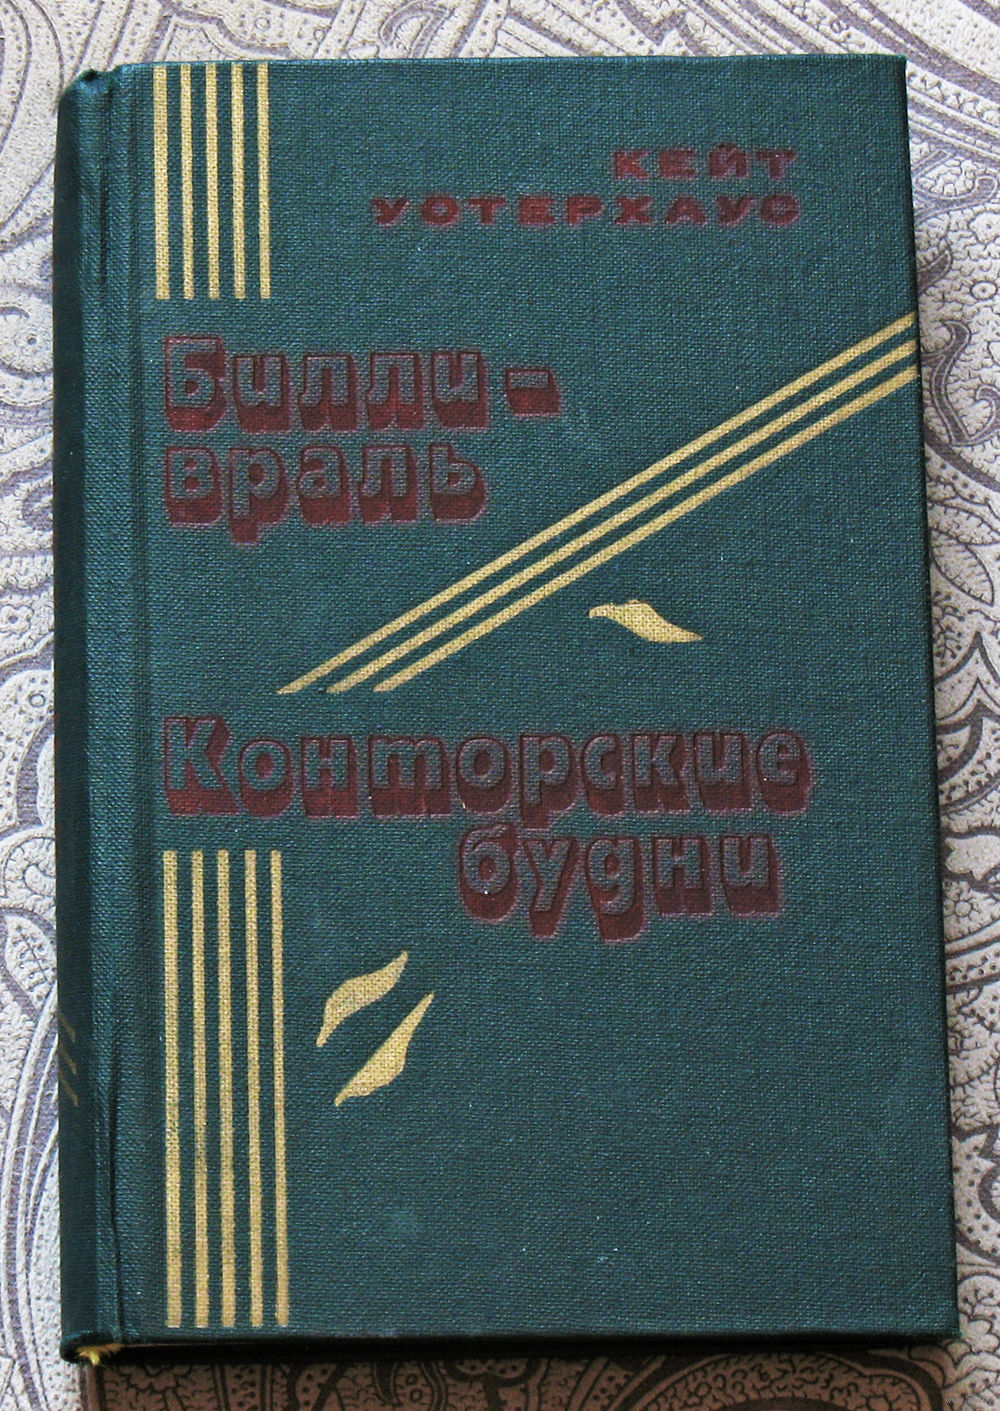 КЕЙТ
УОТЕРХАУС
Билли-
враль
Конторские
будни